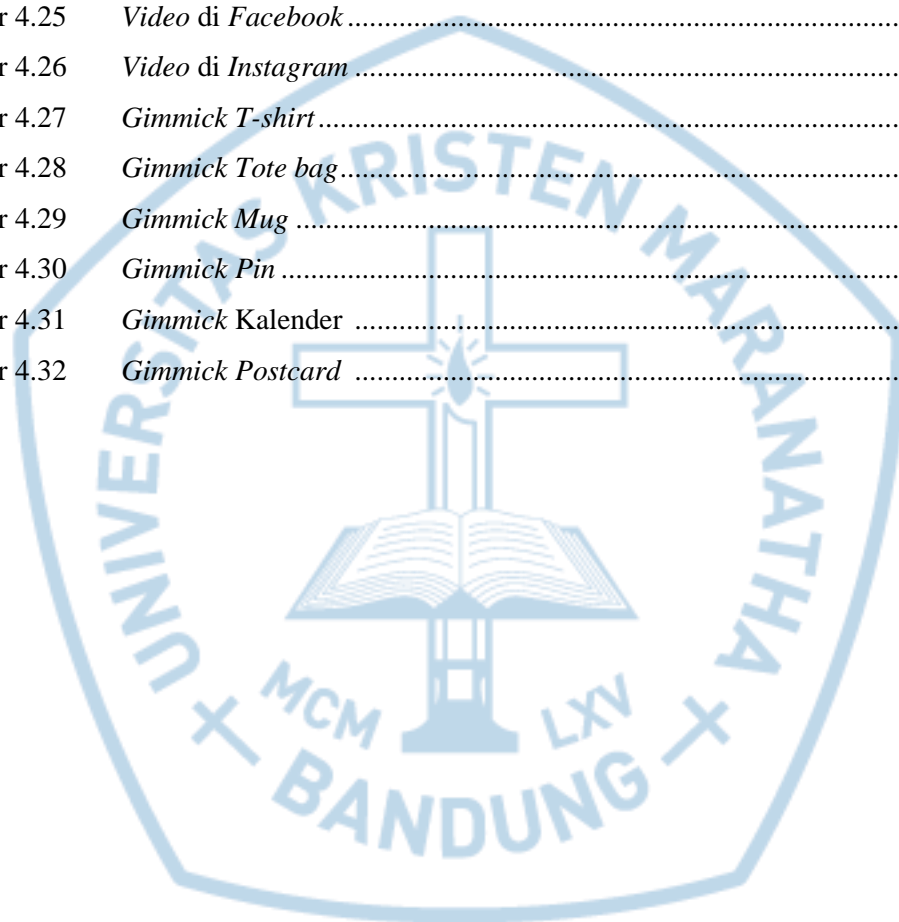 r 4.25 Video di Facebook ....................................................................................................
r 4.26 Video di Instagram ...................................................................................................
r 4.27 Gimmick T-shirt .........................................................................................................
r 4.28 Gimmick Tote bag .....................................................................................................
r 4.29 Gimmick Mug ............................................................................................................
r 4.30 Gimmick Pin ..............................................................................................................
r 4.31 Gimmick Kalender ....................................................................................................
r 4.32 Gimmick Postcard ....................................................................................................
UNIVERSITAS KRISTEN MARANATHA
MCM LXV
+ BANDUNG +